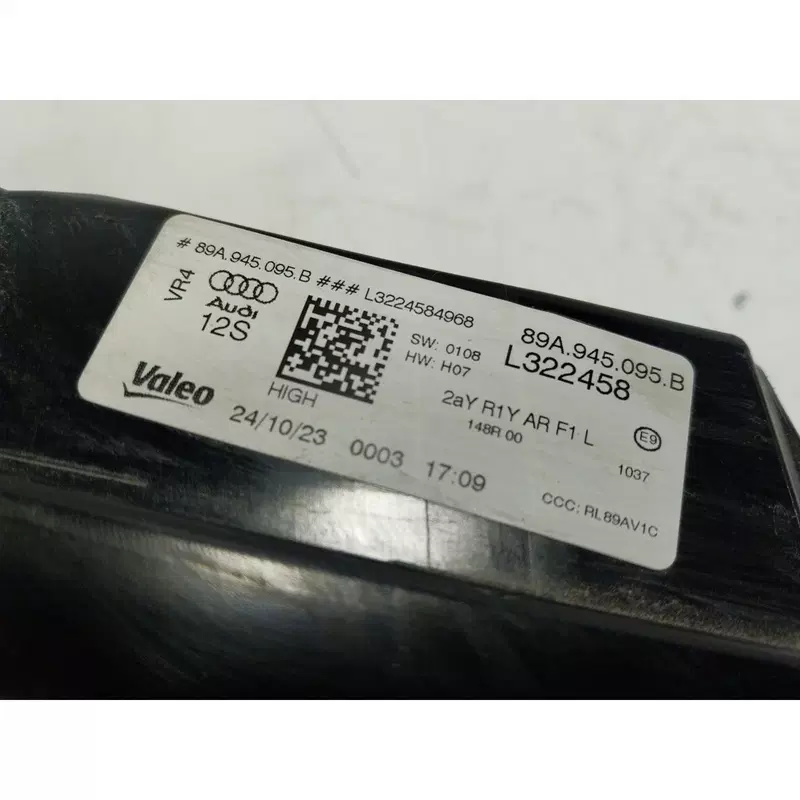 # 89A.945.095.B ### L3224584968
VR4
Audi
12S
Valeo
HIGH
24/10/23 0003 17:09
SW: 0108
HW: H07
89A.945.095.B
L322458
2aY R1Y AR F1 L
148R 00
E9
1037
CCC: RL89AV1C